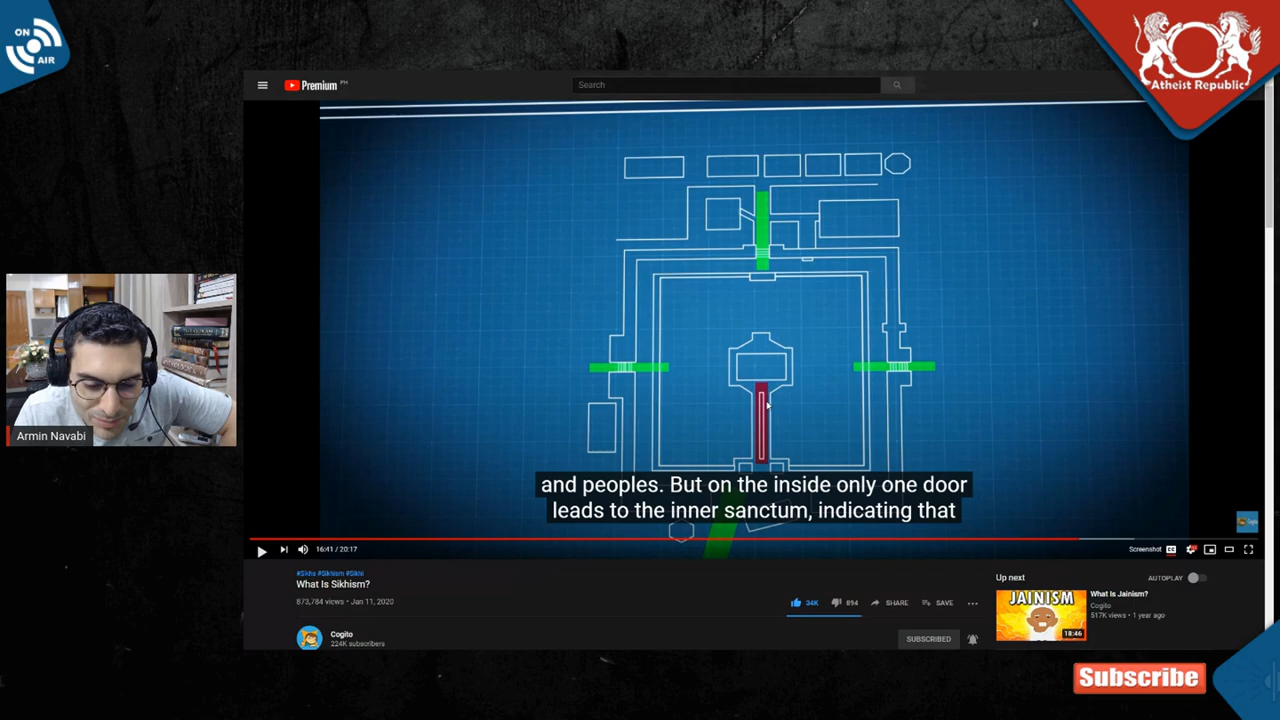 ON
AIR
Premium PH
Search
Atheist Republic
Armin Navabi
and peoples. But on the inside only one door
leads to the inner sanctum, indicating that
16:41 / 20:17
Screenshot
CC
#Sikhs #Sikhism #Sikhi
What Is Sikhism?
873,784 views • Jan 11, 2020
34K
894
SHARE
SAVE
Cogito
224K subscribers
SUBSCRIBED
Up next
AUTOPLAY
JAINISM
18:46
What Is Jainism?
Cogito
517K views • 1 year ago
Subscribe